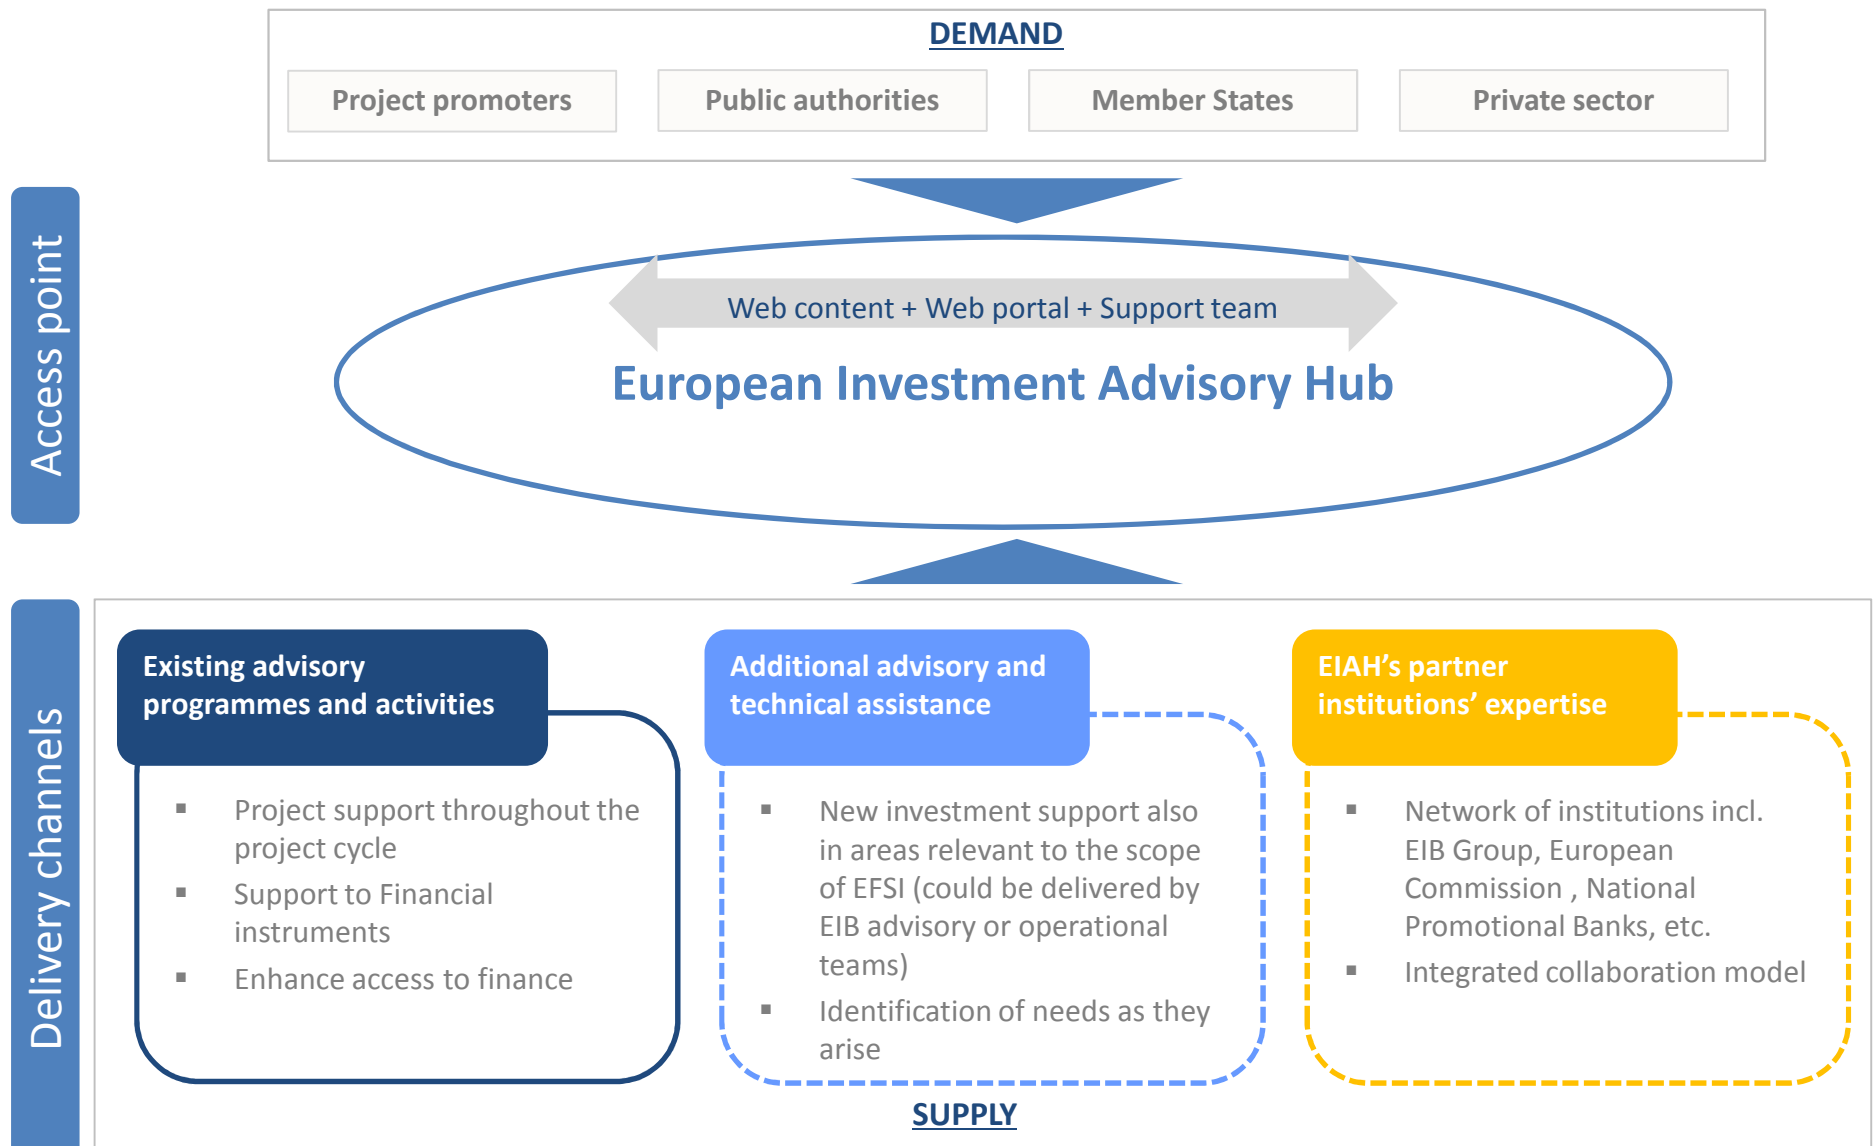 DEMAND
Project promoters
Public authorities
Member States
Private sector
Access point
Web content + Web portal + Support team
European Investment Advisory Hub
Delivery channels
Existing advisory
programmes and activities
▪ Project support throughout the
project cycle
▪ Support to Financial
instruments
▪ Enhance access to finance
Additional advisory and
technical assistance
▪ New investment support also
in areas relevant to the scope
of EFSI (could be delivered by
EIB advisory or operational
teams)
▪ Identification of needs as they
arise
EIAH’s partner
institutions’ expertise
▪ Network of institutions incl.
EIB Group, European
Commission , National
Promotional Banks, etc.
▪ Integrated collaboration model
SUPPLY